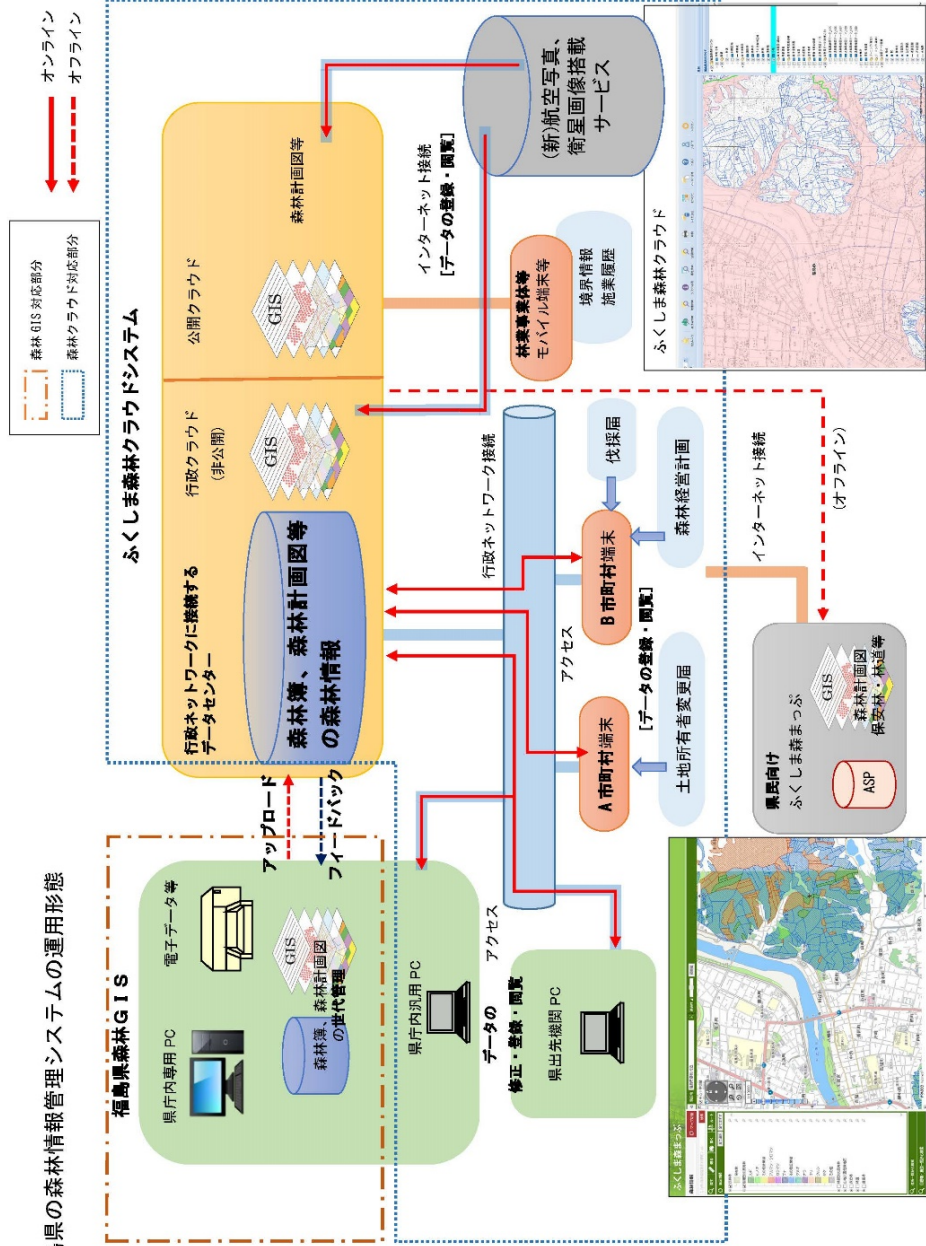 島県の森林情報管理システムの運用形態
森林 GIS 対応部分
森林クラウド対応部分
オンライン
オフライン
福島県森林GIS
県庁内専用 PC
電子データ等
GIS
森林簿、森林計画図
の世代管理
県庁内汎用 PC
アップロード
フィードバック
ふくしま森林クラウドシステム
行政ネットワークに接続する
データセンター
森林簿、森林計画図等
の森林情報
行政クラウド
(非公開)
GIS
公開クラウド
GIS
森林計画図等
アクセス
データの
修正・登録・閲覧
県出先機関 PC
行政ネットワーク接続
アクセス
A 市町村端末
B 市町村端末
[データの登録・閲覧]
土地所有者変更届
伐採届
森林経営計画
インターネット接続
[データの登録・閲覧]
林業事業体等
モバイル端末等
境界情報
施業履歴
(新)航空写真、
衛星画像搭載
サービス
インターネット接続
(オフライン)
県民向け
ふくしま森まっぷ
ASP
GIS
森林計画図
保安林・林道等
ふくしま森まっぷ
ふくしま森林クラウド